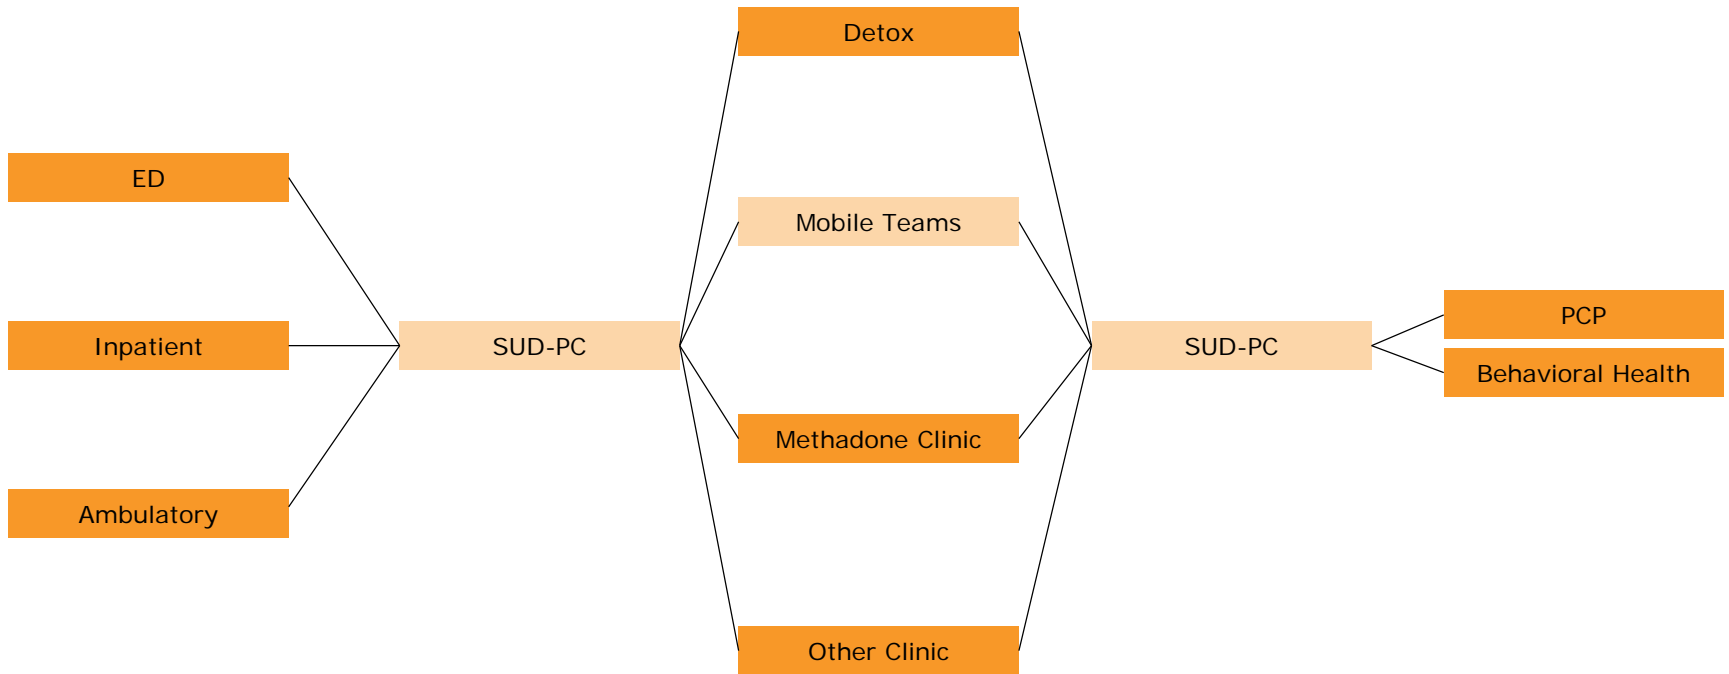 ED
Inpatient
Ambulatory
SUD-PC
Detox
Mobile Teams
Methadone Clinic
Other Clinic
SUD-PC
PCP
Behavioral Health